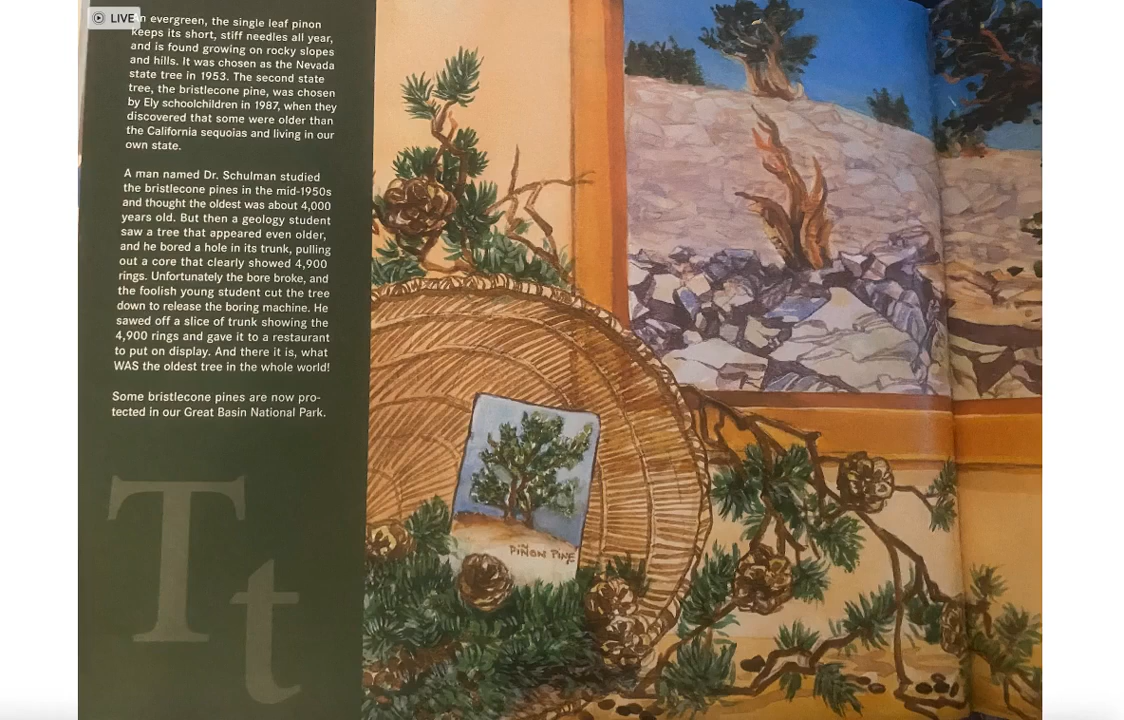 LIVE
An evergreen, the single leaf pinon
keeps its short, stiff needles all year,
and is found growing on rocky slopes
and hills. It was chosen as the Nevada
state tree in 1953. The second state
tree, the bristlecone pine, was chosen
by Ely schoolchildren in 1987, when they
discovered that some were older than
the California sequoias and living in our
own state.
A man named Dr. Schulman studied
the bristlecone pines in the mid-1950s
and thought the oldest was about 4,000
years old. But then a geology student
saw a tree that appeared even older,
and he bored a hole in its trunk, pulling
out a core that clearly showed 4,900
rings. Unfortunately the bore broke, and
the foolish young student cut the tree
down to release the boring machine. He
sawed off a slice of trunk showing the
4,900 rings and gave it to a restaurant
to put on display. And there it is, what
WAS the oldest tree in the whole world!
Some bristlecone pines are now pro-
tected in our Great Basin National Park.
Tt
PIÑON PINE